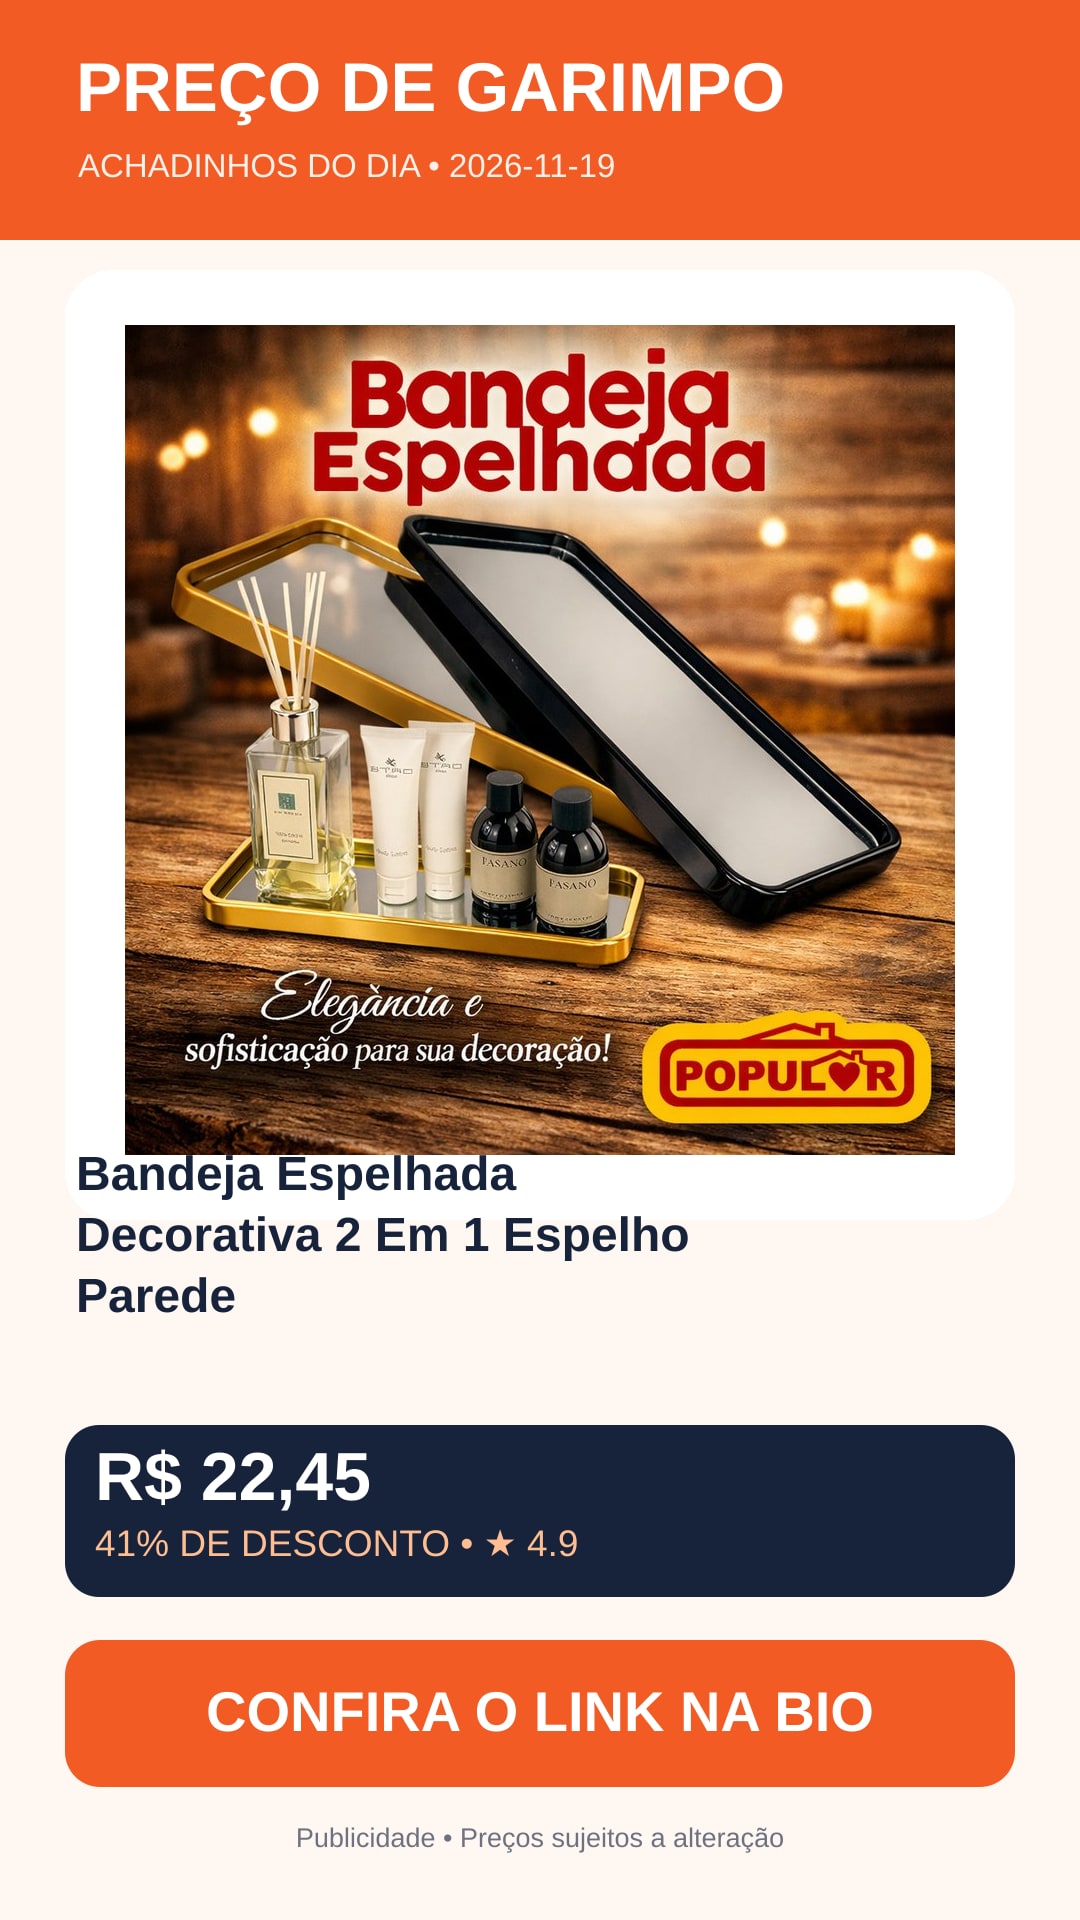 PREÇO DE GARIMPO
ACHADINHOS DO DIA • 2026-11-19
Bandeja
Espelhada
FASANO
FASANO
Elegància e
sofisticação para sua decoração!
POPULAR
Bandeja Espelhada
Decorativa 2 Em 1 Espelho
Parede
R$ 22,45
41% DE DESCONTO • ★ 4.9
CONFIRA O LINK NA BIO
Publicidade • Preços sujeitos a alteração